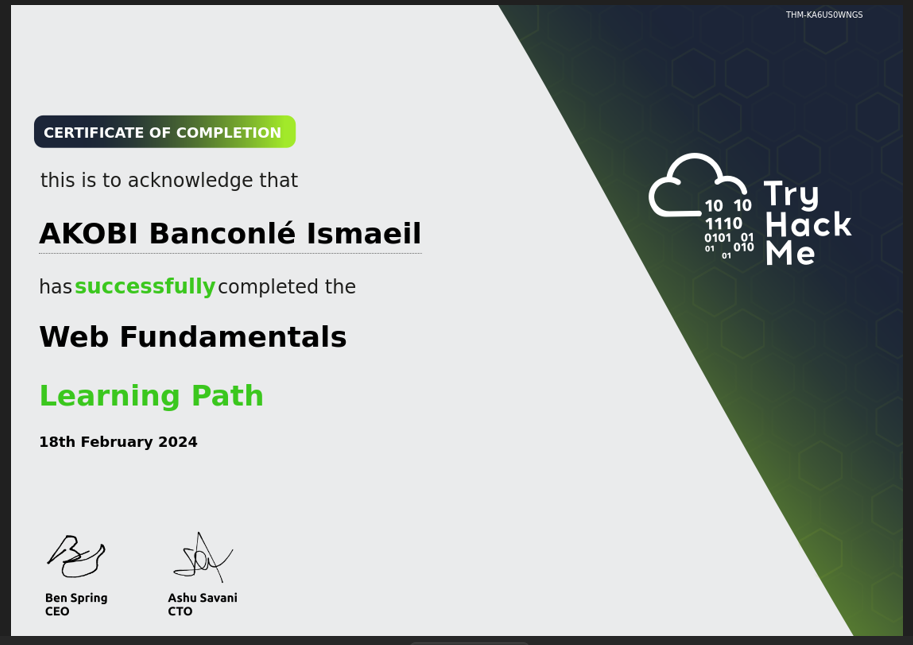 THM-KA6US0WNGS
CERTIFICATE OF COMPLETION
this is to acknowledge that
AKOBI Banconlé Ismaeil
has successfully completed the
Web Fundamentals
Learning Path
18th February 2024
10 10
1110
0101 01
01 010
01
Try
Hack
Me
Ben Spring
CEO
Ashu Savani
CTO